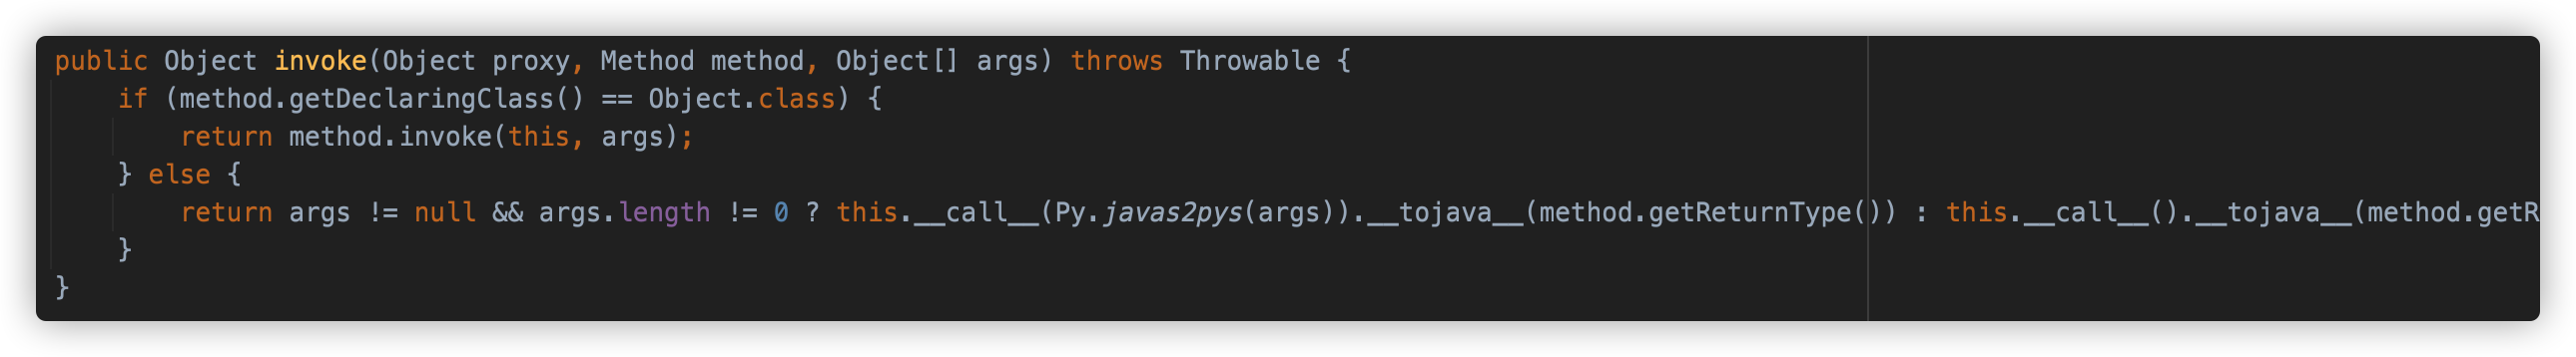 public Object invoke(Object proxy, Method method, Object[] args) throws Throwable {
    if (method.getDeclaringClass() == Object.class) {
        return method.invoke(this, args);
    } else {
        return args != null && args.length != 0 ? this.__call__(Py.javas2pys(args)).__tojava__(method.getReturnType()) : this.__call__().__tojava__(method.getR
    }
}